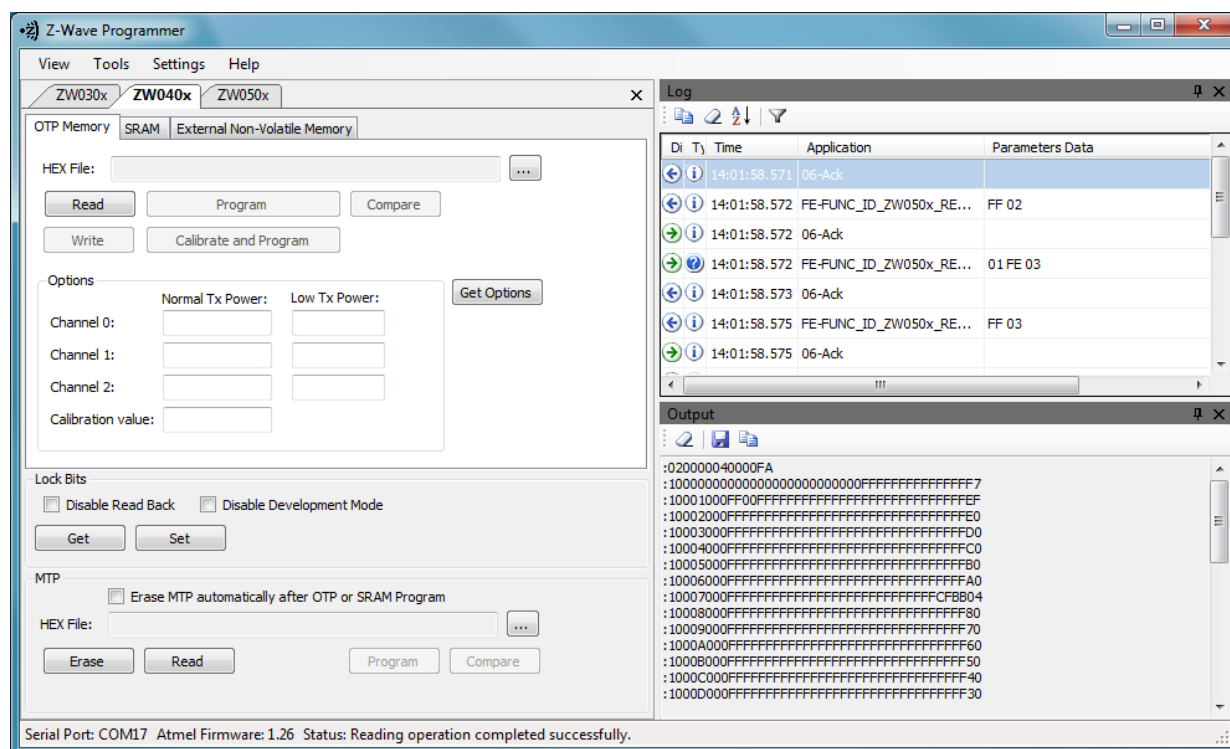 Z-Wave Programmer
View Tools Settings Help
ZW030x ZW040x ZW050x
OTP Memory SRAM External Non-Volatile Memory
HEX File: ...
Read Program Compare
Write Calibrate and Program
Options
Normal Tx Power: Low Tx Power: Get Options
Channel 0:
Channel 1:
Channel 2:
Calibration value:
Lock Bits
Disable Read Back Disable Development Mode
Get Set
MTP
Erase MTP automatically after OTP or SRAM Program
HEX File: ...
Erase Read Program Compare
Log
Di Ty Time Application Parameters Data
14:01:58.571 06-Ack
14:01:58.572 FE-FUNC_ID_ZW050x_RE... FF 02
14:01:58.572 06-Ack
14:01:58.572 FE-FUNC_ID_ZW050x_RE... 01 FE 03
14:01:58.573 06-Ack
14:01:58.575 FE-FUNC_ID_ZW050x_RE... FF 03
14:01:58.575 06-Ack
Output
:020000040000FA
:10000000000000000000000000FFFFFFFFFFFFFFF7
:10001000FF00FFFFFFFFFFFFFFFFFFFFFFFFFFFFEF
:10002000FFFFFFFFFFFFFFFFFFFFFFFFFFFFFFFFE0
:10003000FFFFFFFFFFFFFFFFFFFFFFFFFFFFFFFFD0
:10004000FFFFFFFFFFFFFFFFFFFFFFFFFFFFFFFFC0
:10005000FFFFFFFFFFFFFFFFFFFFFFFFFFFFFFFFB0
:10006000FFFFFFFFFFFFFFFFFFFFFFFFFFFFFFFFA0
:10007000FFFFFFFFFFFFFFFFFFFFFFFFFFFFCFBB04
:10008000FFFFFFFFFFFFFFFFFFFFFFFFFFFFFFFF80
:10009000FFFFFFFFFFFFFFFFFFFFFFFFFFFFFFFF70
:1000A000FFFFFFFFFFFFFFFFFFFFFFFFFFFFFFFF60
:1000B000FFFFFFFFFFFFFFFFFFFFFFFFFFFFFFFF50
:1000C000FFFFFFFFFFFFFFFFFFFFFFFFFFFFFFFF40
:1000D000FFFFFFFFFFFFFFFFFFFFFFFFFFFFFFFF30
Serial Port: COM17 Atmel Firmware: 1.26 Status: Reading operation completed successfully.